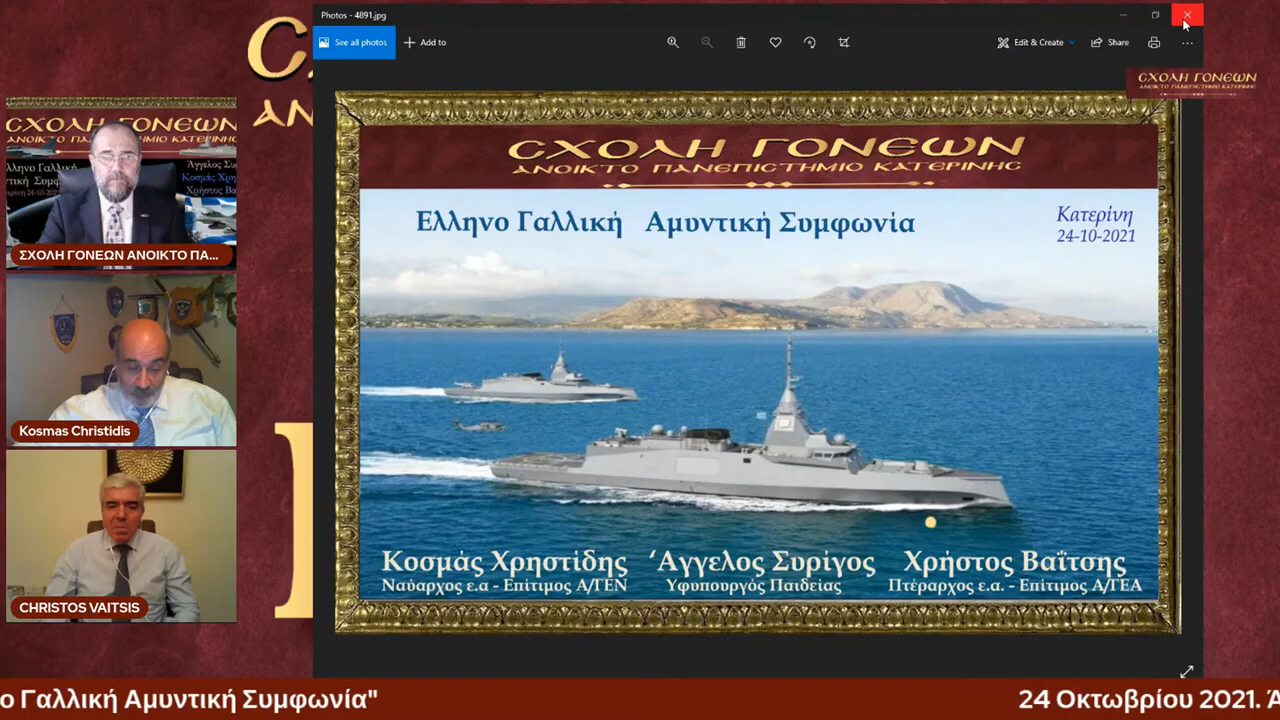 Photos - 4891.jpg
See all photos
Add to
Edit & Create
Share
ΣΧΟΛΗ ΓΟΝΕΩΝ
ΑΝΟΙΚΤΟ ΠΑΝΕΠΙΣΤΗΜΙΟ ΚΑΤΕΡΙΝΗΣ
ΣΧΟΛΗ ΓΟΝΕΩΝ
ΑΝΟΙΚΤΟ ΠΑΝΕΠΙΣΤΗΜΙΟ ΚΑΤΕΡΙΝΗΣ
Ελληνο Γαλλική Αμυντική Συμφωνία
Κατερίνη
24-10-2021
Κοσμάς Χρηστίδης
Ναύαρχος ε.α - Επίτιμος Α/ΓΕΝ
‘Αγγελος Συρίγος
Υφυπουργός Παιδείας
Χρήστος Βαΐτσης
Πτέραρχος ε.α. - Επίτιμος Α/ΓΕΑ
ΣΧΟΛΗ ΓΟΝΕΩΝ ΑΝΟΙΚΤΟ ΠΑ...
Kosmas Christidis
CHRISTOS VAITSIS
ο Γαλλική Αμυντική Συμφωνία"
24 Οκτωβρίου 2021. Ά